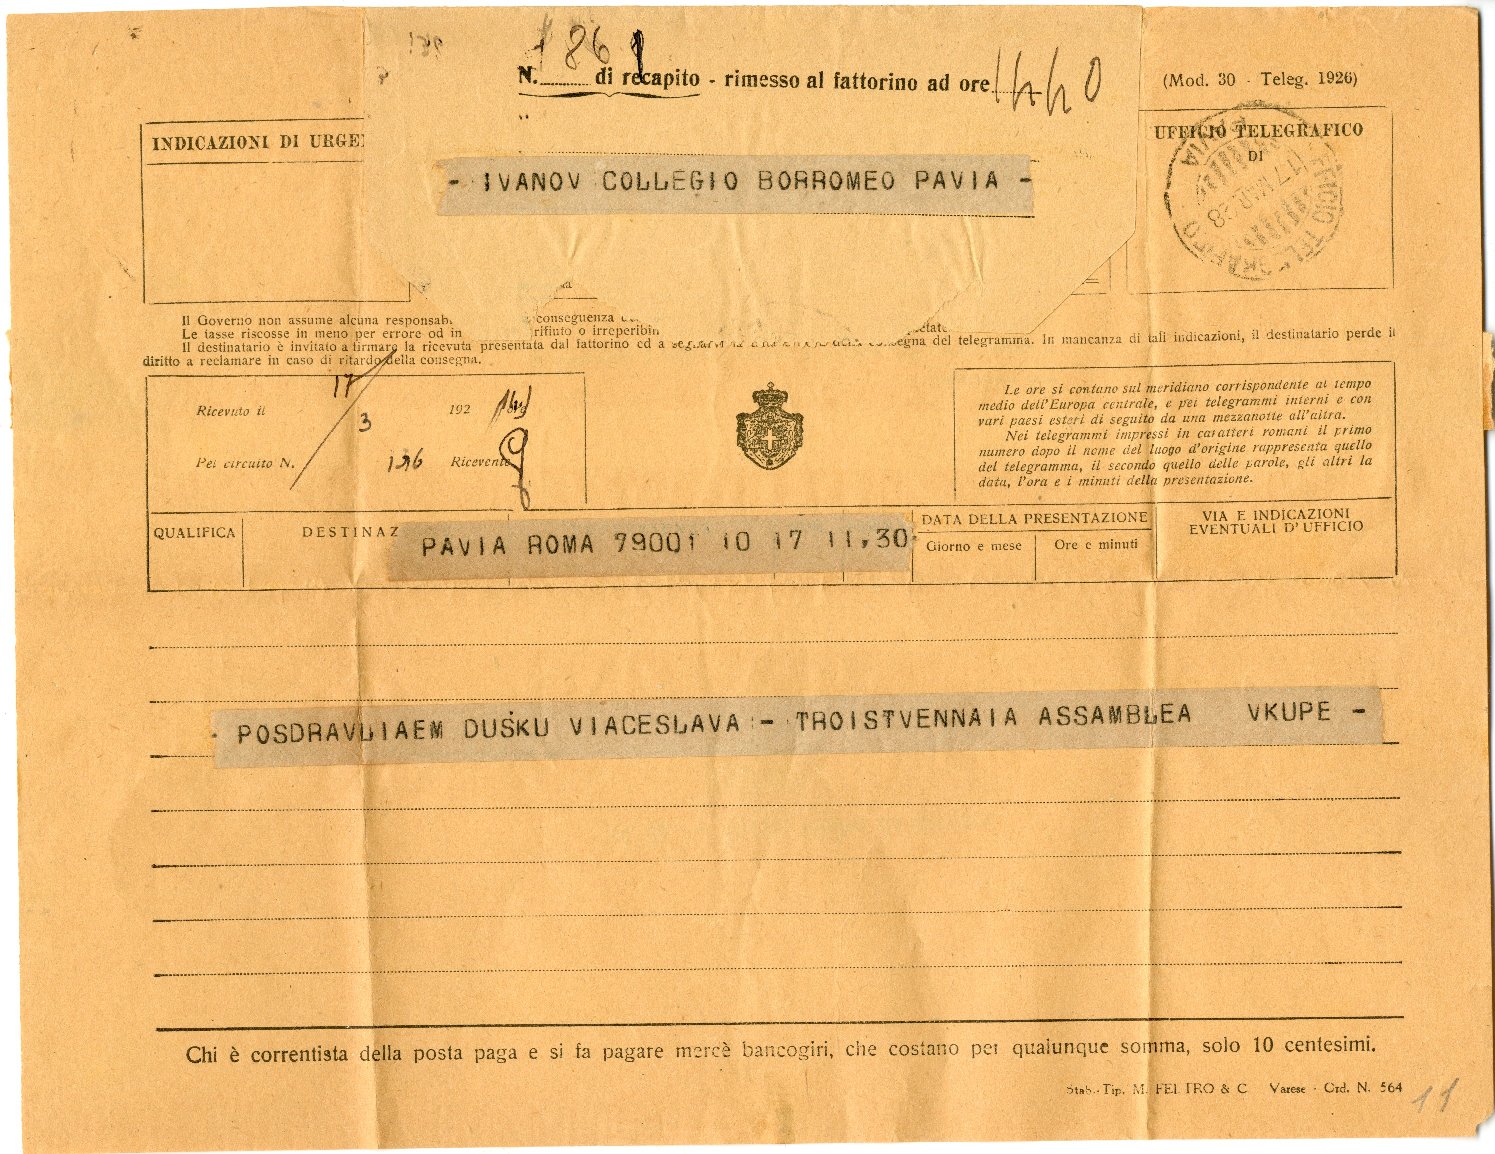 N. 861 di recapito - rimesso al fattorino ad ore 1440
(Mod. 30 - Teleg. 1926)
INDICAZIONI DI URGE
UFFICIO TELEGRAFICO
DI
- IVANOV COLLEGIO BORROMEO PAVIA -
Il Governo non assume alcuna responsab conseguenza
Le tasse riscosse in meno per errore od in rifiuto o irreperibin
Il destinatario è invitato a firmare la ricevuta presentata dal fattorino ed a del telegramma. In mancanza di tali indicazioni, il destinatario perde il
diritto a reclamare in caso di ritardo della consegna.
Ricevuto il 17/3 192
Pel circuito N. 196 Ricevente
Le ore si contano sul meridiano corrispondente al tempo
medio dell'Europa centrale, e pei telegrammi interni e con
vari paesi esteri di seguito da una mezzanotte all'altra.
Nei telegrammi impressi in caratteri romani il primo
numero dopo il nome del luogo d'origine rappresenta quello
del telegramma, il secondo quello delle parole, gli altri la
data, l'ora e i minuti della presentazione.
QUALIFICA
DESTINAZ
DATA DELLA PRESENTAZIONE
Giorno e mese
Ore e minuti
VIA E INDICAZIONI
EVENTUALI D'UFFICIO
PAVIA ROMA 79001 10 17 11,30
- POSDRAVLIAEM DUSKU VIACESLAVA - TROISTVENNAIA ASSAMBLEA VKUPE -
Chi è correntista della posta paga e si fa pagare mercè bancogiri, che costano per qualunque somma, solo 10 centesimi.
Stab.-Tip. M. FELTRO & C. Varese - Ord. N. 564
11